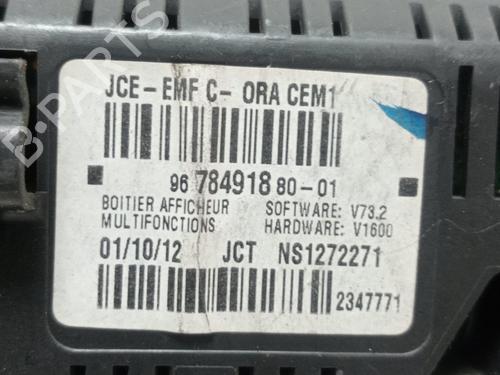 JCE-EMF C- ORA CEM1
96 784918 80-01
BOITIER AFFICHEUR SOFTWARE: V73.2
MULTIFONCTIONS HARDWARE: V1600
01/10/12 JCT NS1272271
2347771